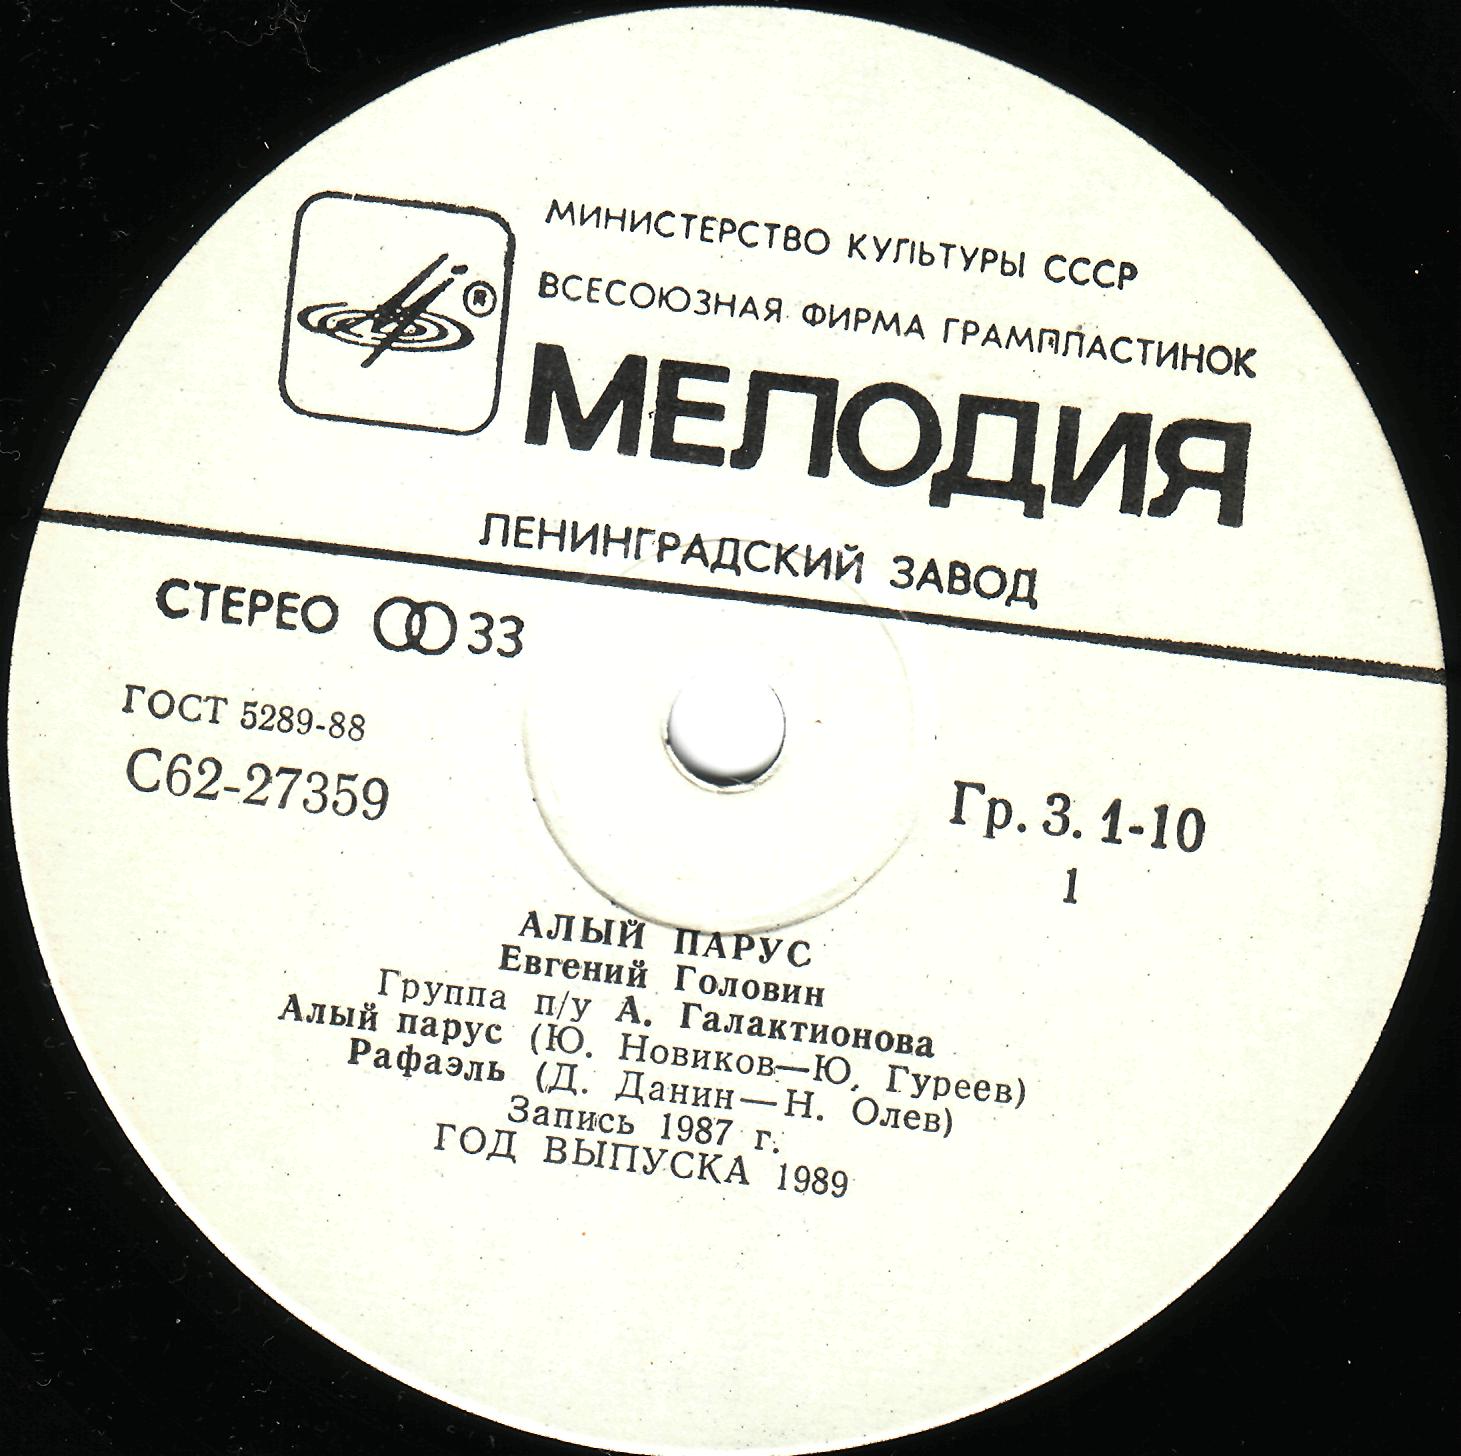 МИНИСТЕРСТВО КУЛЬТУРЫ СССР
ВСЕСОЮЗНАЯ ФИРМА ГРАМПЛАСТИНОК
®
МЕЛОДИЯ
ЛЕНИНГРАДСКИЙ ЗАВОД
СТЕРЕО 33
ГОСТ 5289-88
С62-27359
Гр. 3. 1-10
1
АЛЫЙ ПАРУС
Евгений Головин
Группа п/у А. Галактионова
Алый парус (Ю. Новиков—Ю. Гуреев)
Рафаэль (Д. Данин—Н. Олев)
Запись 1987 г.
ГОД ВЫПУСКА 1989